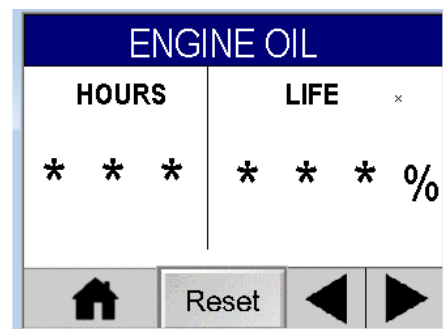 ENGINE OIL
HOURS LIFE ×
* * * * * * %
Reset